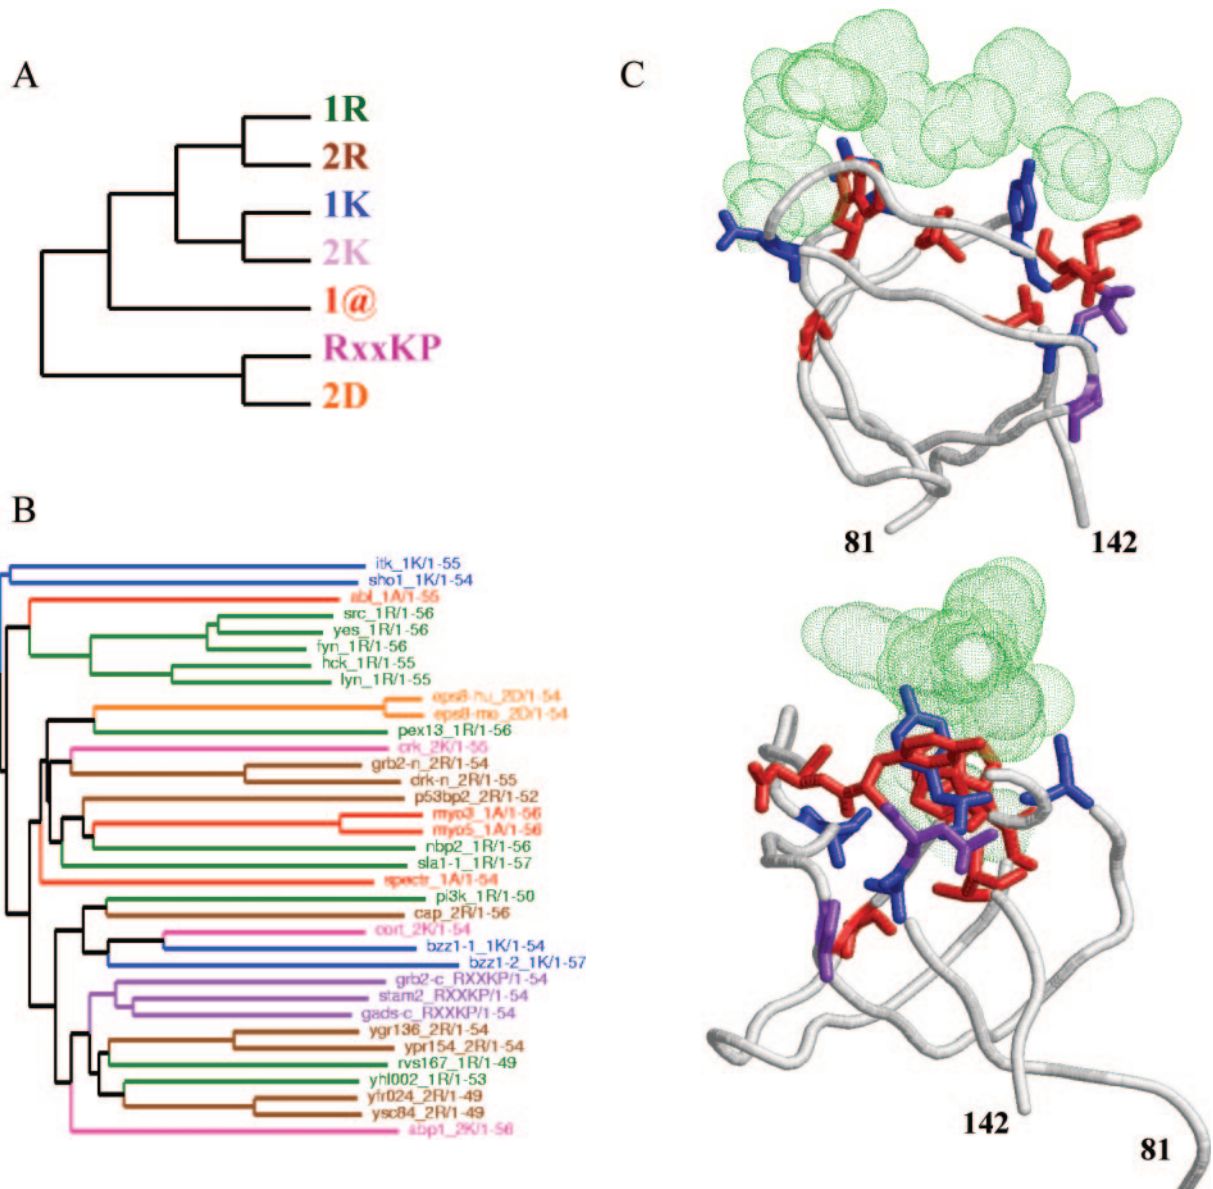 A
1R
2R
1K
2K
1@
RxxKP
2D
B
itk_1K/1-55
sho1_1K/1-54
abl_1A/1-55
src_1R/1-56
yes_1R/1-56
fyn_1R/1-56
hck_1R/1-55
lyn_1R/1-55
eps8-hu_2D/1-54
eps8-mo_2D/1-54
pex13_1R/1-56
crk_2K/1-55
grb2-n_2R/1-54
drk-n_2R/1-55
p53bp2_2R/1-52
myo3_1A/1-56
myo5_1A/1-56
nbp2_1R/1-56
sla1-1_1R/1-57
spectr_1A/1-54
pi3k_1R/1-50
cap_2R/1-56
cort_2K/1-54
bzz1-1_1K/1-54
bzz1-2_1K/1-57
grb2-c_RXXKP/1-54
stam2_RXXKP/1-54
gads-c_RXXKP/1-54
ygr136_2R/1-54
ypr154_2R/1-54
rvs167_1R/1-49
yhl002_1R/1-53
yfr024_2R/1-49
ysc84_2R/1-49
abp1_2K/1-56
C
81
142
142
81